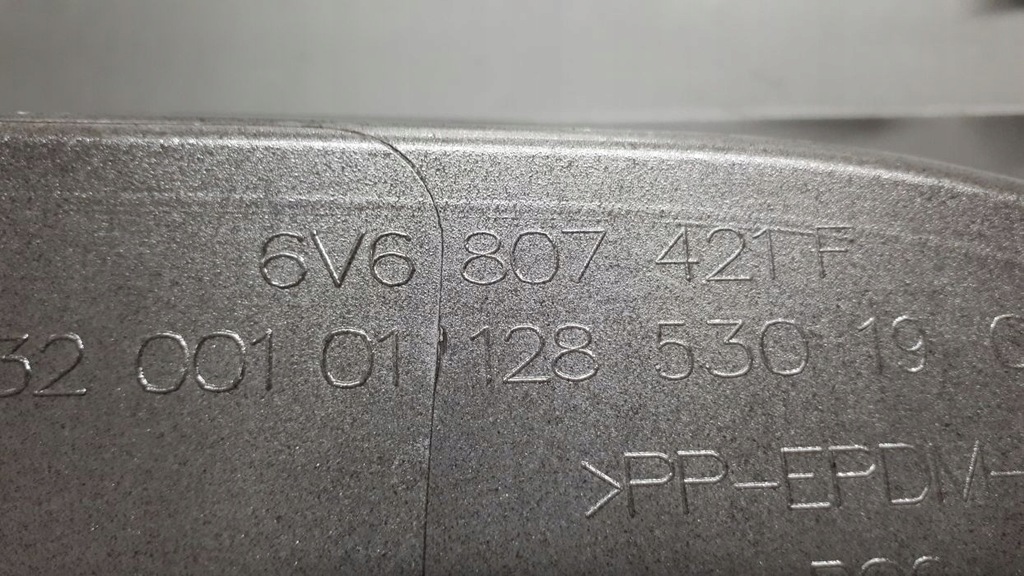 6V6 807 421 F
32 001 01 128 530 19
>PP-EPDM-